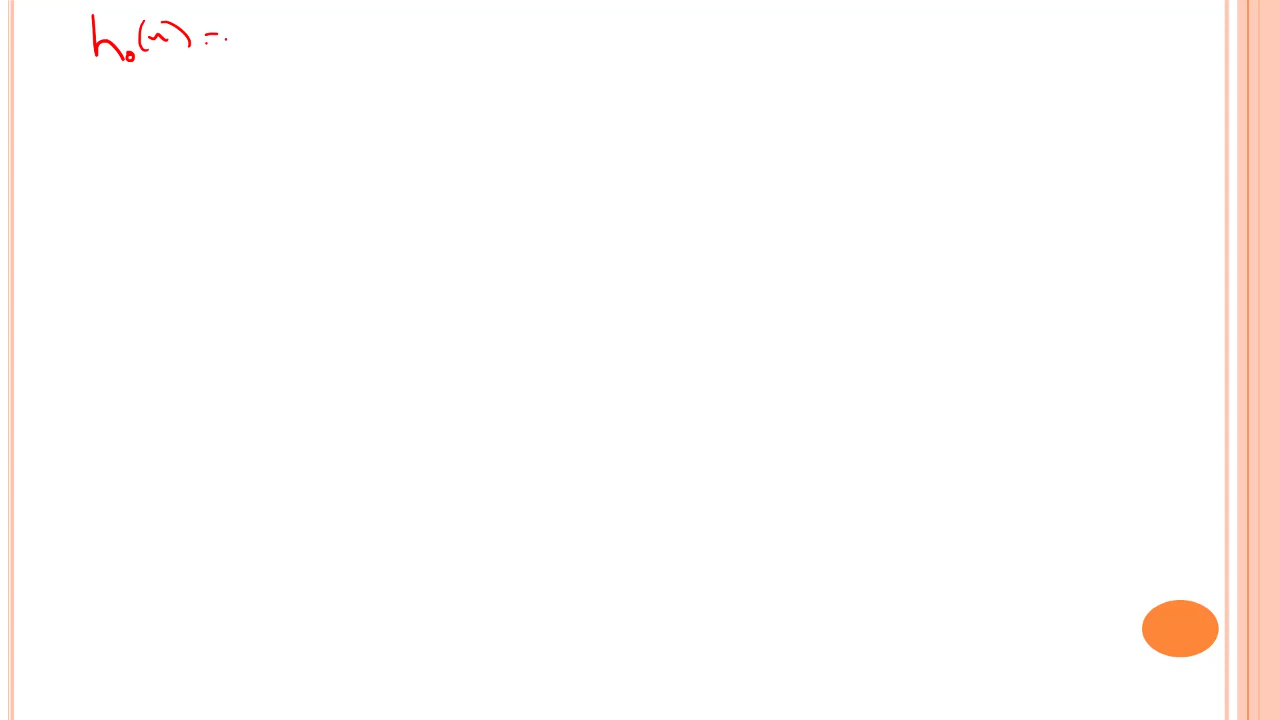 h₀(n) =